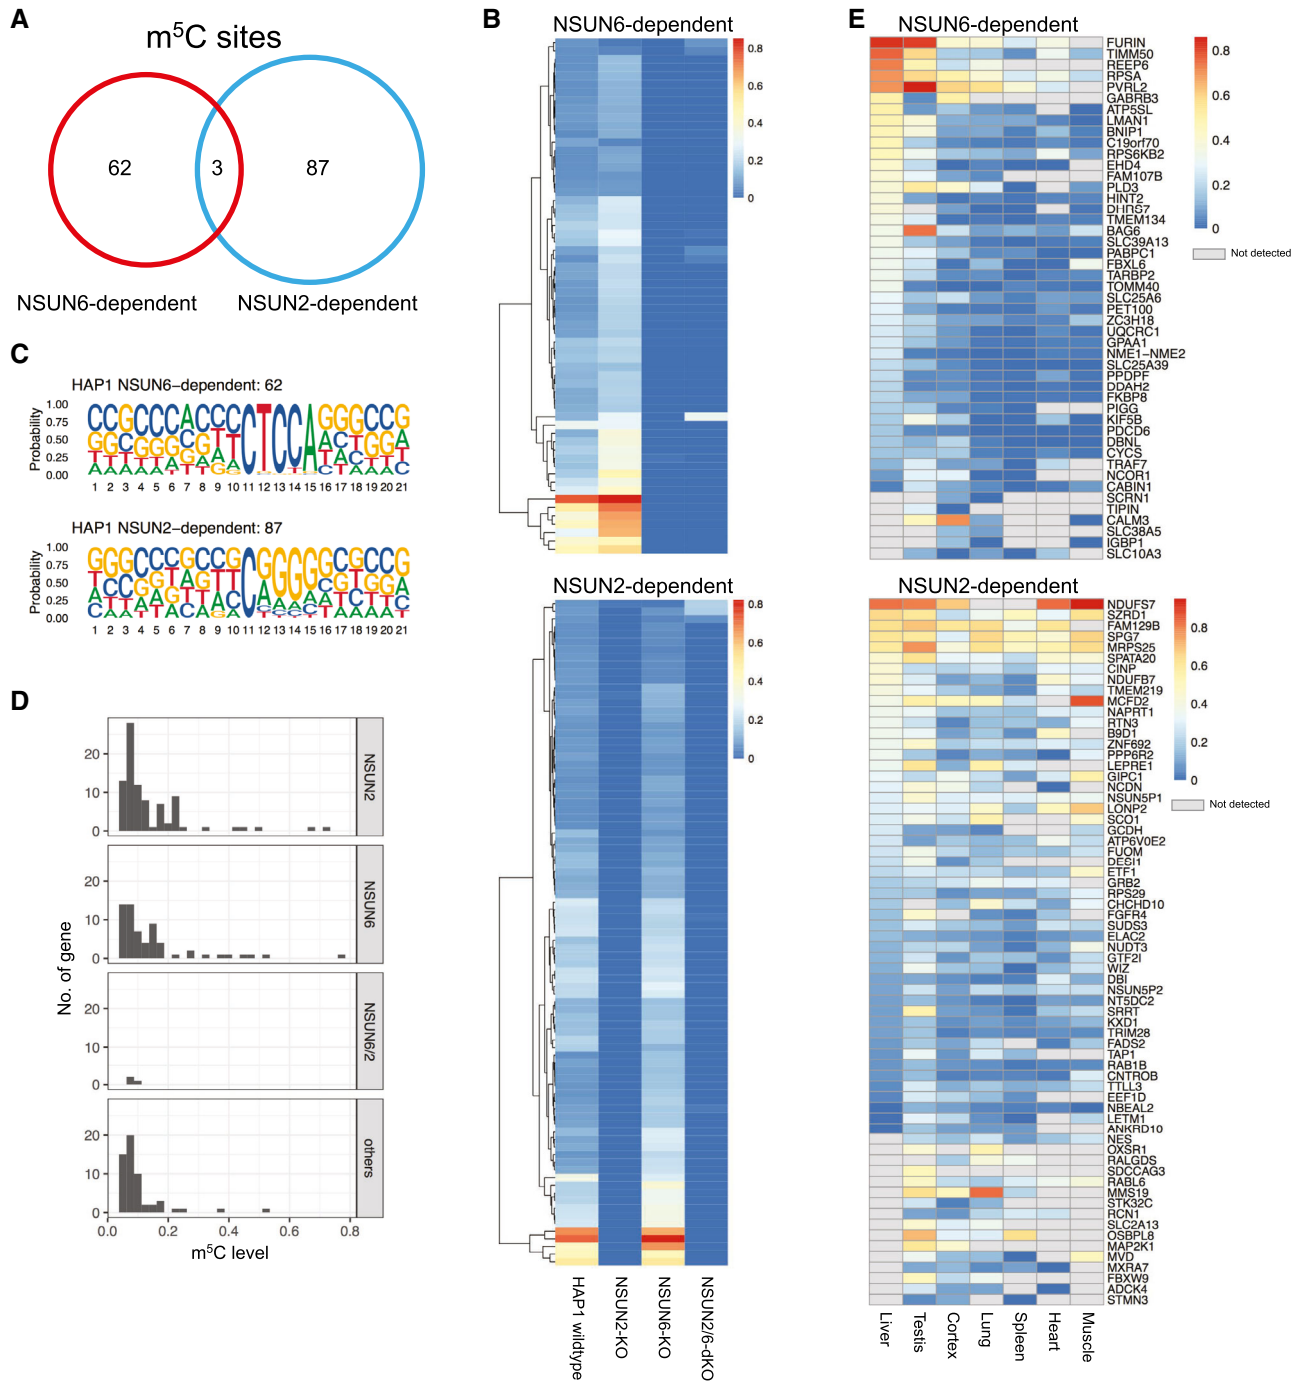 A
m⁵C sites
62
3
87
NSUN6-dependent
NSUN2-dependent
B
NSUN6-dependent
0.8
0.6
0.4
0.2
0
NSUN2-dependent
0.8
0.6
0.4
0.2
0
HAP1 wildtype
NSUN2-KO
NSUN6-KO
NSUN2/6-dKO
C
HAP1 NSUN6-dependent: 62
Probability
1.00
0.75
0.50
0.25
0.00
1 2 3 4 5 6 7 8 9 10 11 12 13 14 15 16 17 18 19 20 21
HAP1 NSUN2-dependent: 87
Probability
1.00
0.75
0.50
0.25
0.00
1 2 3 4 5 6 7 8 9 10 11 12 13 14 15 16 17 18 19 20 21
D
No. of gene
20
10
0
NSUN2
20
10
0
NSUN6
20
10
0
NSUN6/2
20
10
0
others
0.0 0.2 0.4 0.6 0.8
m⁵C level
E
NSUN6-dependent
FURIN
TIMM50
REEP6
RPSA
PVRL2
GABRB3
ATP5SL
LMAN1
BNIP1
C19orf70
RPS6KB2
EHD4
FAM107B
PLD3
HINT2
DHRS7
TMEM134
BAG6
SLC39A13
PABPC1
FBXL6
TARBP2
TOMM40
SLC25A6
PET100
ZC3H18
UQCRC1
GPAA1
NME1-NME2
SLC25A39
PPDPF
DDAH2
FKBP8
PIGG
KIF5B
PDCD6
DBNL
CYCS
TRAF7
NCOR1
CABIN1
SCRN1
TIPIN
CALM3
SLC38A5
IGBP1
SLC10A3
0.8
0.6
0.4
0.2
0
Not detected
NSUN2-dependent
NDUFS7
SZRD1
FAM129B
SPG7
MRPS25
SPATA20
CINP
NDUFB7
TMEM219
MCFD2
NAPRT1
RTN3
B9D1
ZNF692
PPP6R2
LEPRE1
GIPC1
NCDN
NSUN5P1
LONP2
SCO1
GCDH
ATP6V0E2
FUOM
DESI1
ETF1
GRB2
RPS29
CHCHD10
FGFR4
SUDS3
ELAC2
NUDT3
GTF2I
WIZ
DBI
NSUN5P2
NT5DC2
SRRT
KXD1
TRIM28
FADS2
TAP1
RAB1B
CNTROB
TTLL3
EEF1D
NBEAL2
LETM1
ANKRD10
NES
OXSR1
RALGDS
SDCCAG3
RABL6
MMS19
STK32C
RCN1
SLC2A13
OSBPL8
MAP2K1
MVD
MXRA7
FBXW9
ADCK4
STMN3
0.8
0.6
0.4
0.2
0
Not detected
Liver
Testis
Cortex
Lung
Spleen
Heart
Muscle